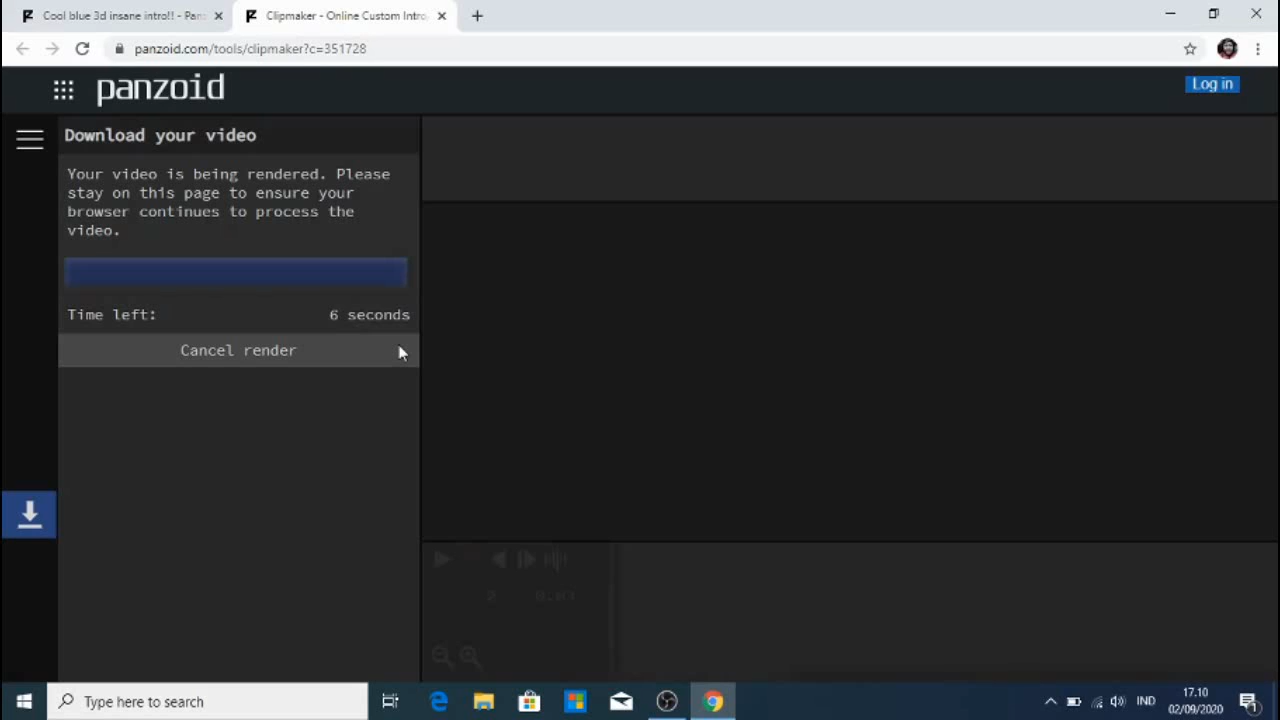 Cool blue 3d insane intro!! - Pan
Clipmaker - Online Custom Intro,
panzoid.com/tools/clipmaker?c=351728
panzoid
Log in
Download your video
Your video is being rendered. Please
stay on this page to ensure your
browser continues to process the
video.
Time left: 6 seconds
Cancel render
Type here to search
IND
17.10
02/09/2020